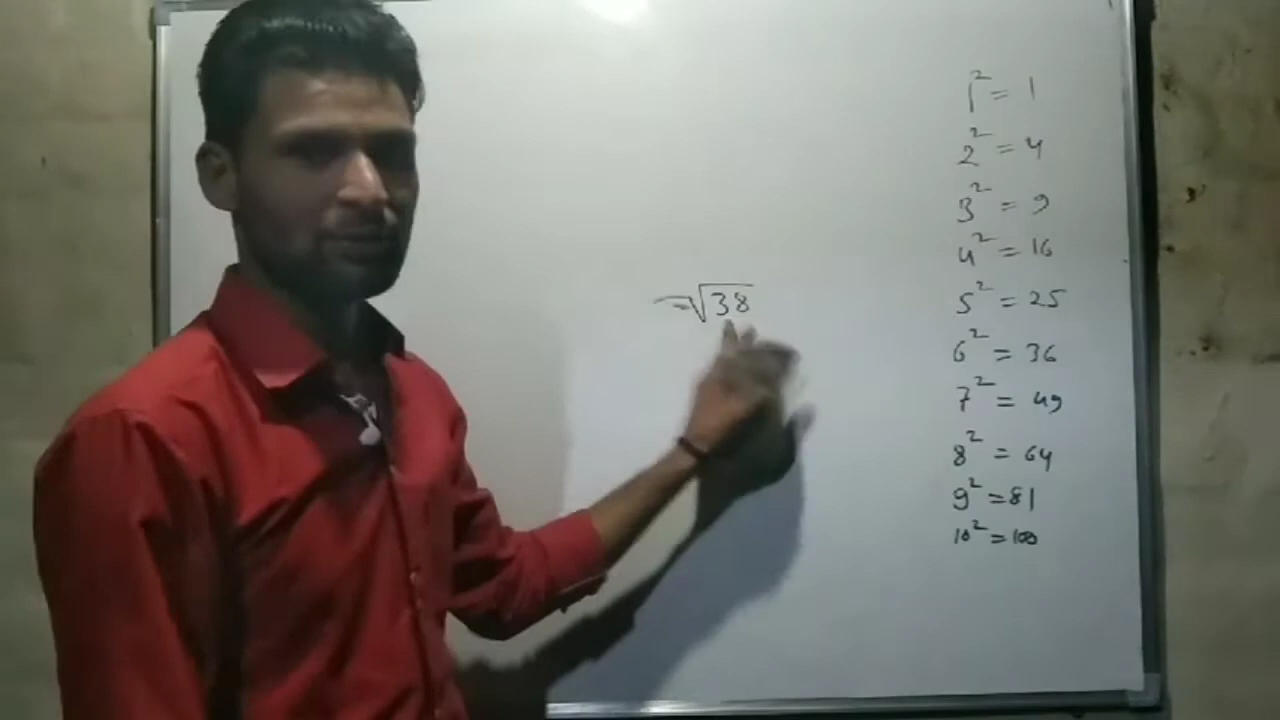 =√38
1² = 1
2² = 4
3² = 9
4² = 16
5² = 25
6² = 36
7² = 49
8² = 64
9² = 81
10² = 100